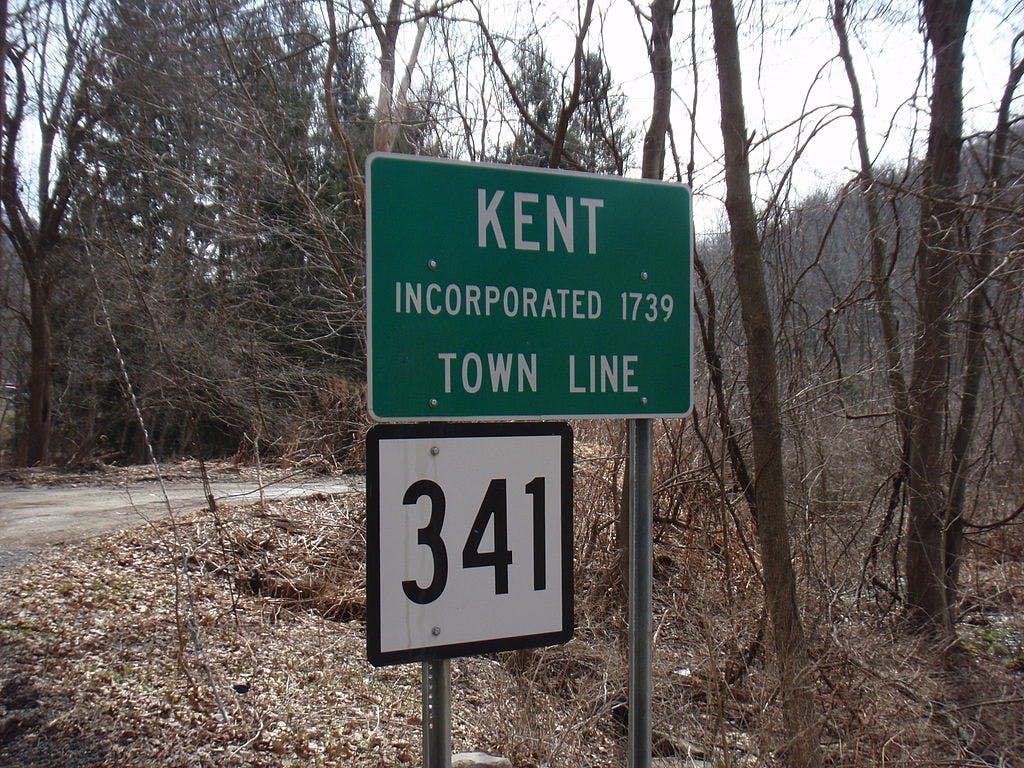 KENT
INCORPORATED 1739
TOWN LINE
341